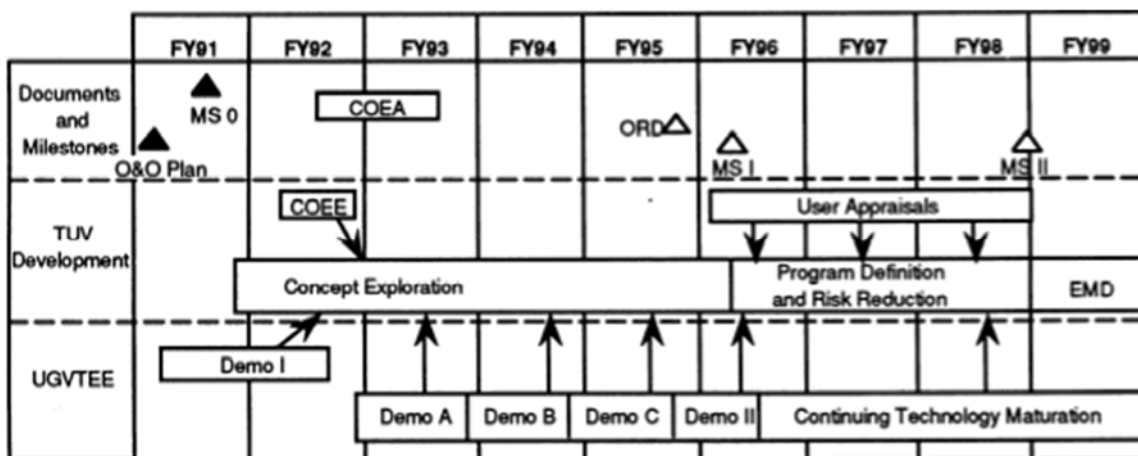 FY91 FY92 FY93 FY94 FY95 FY96 FY97 FY98 FY99
Documents
and
Milestones
MS 0
O&O Plan
COEA
ORD
MS I
MS II
TUV
Development
COEE
User Appraisals
Concept Exploration
Program Definition
and Risk Reduction
EMD
UGVTEE
Demo I
Demo A
Demo B
Demo C
Demo II
Continuing Technology Maturation